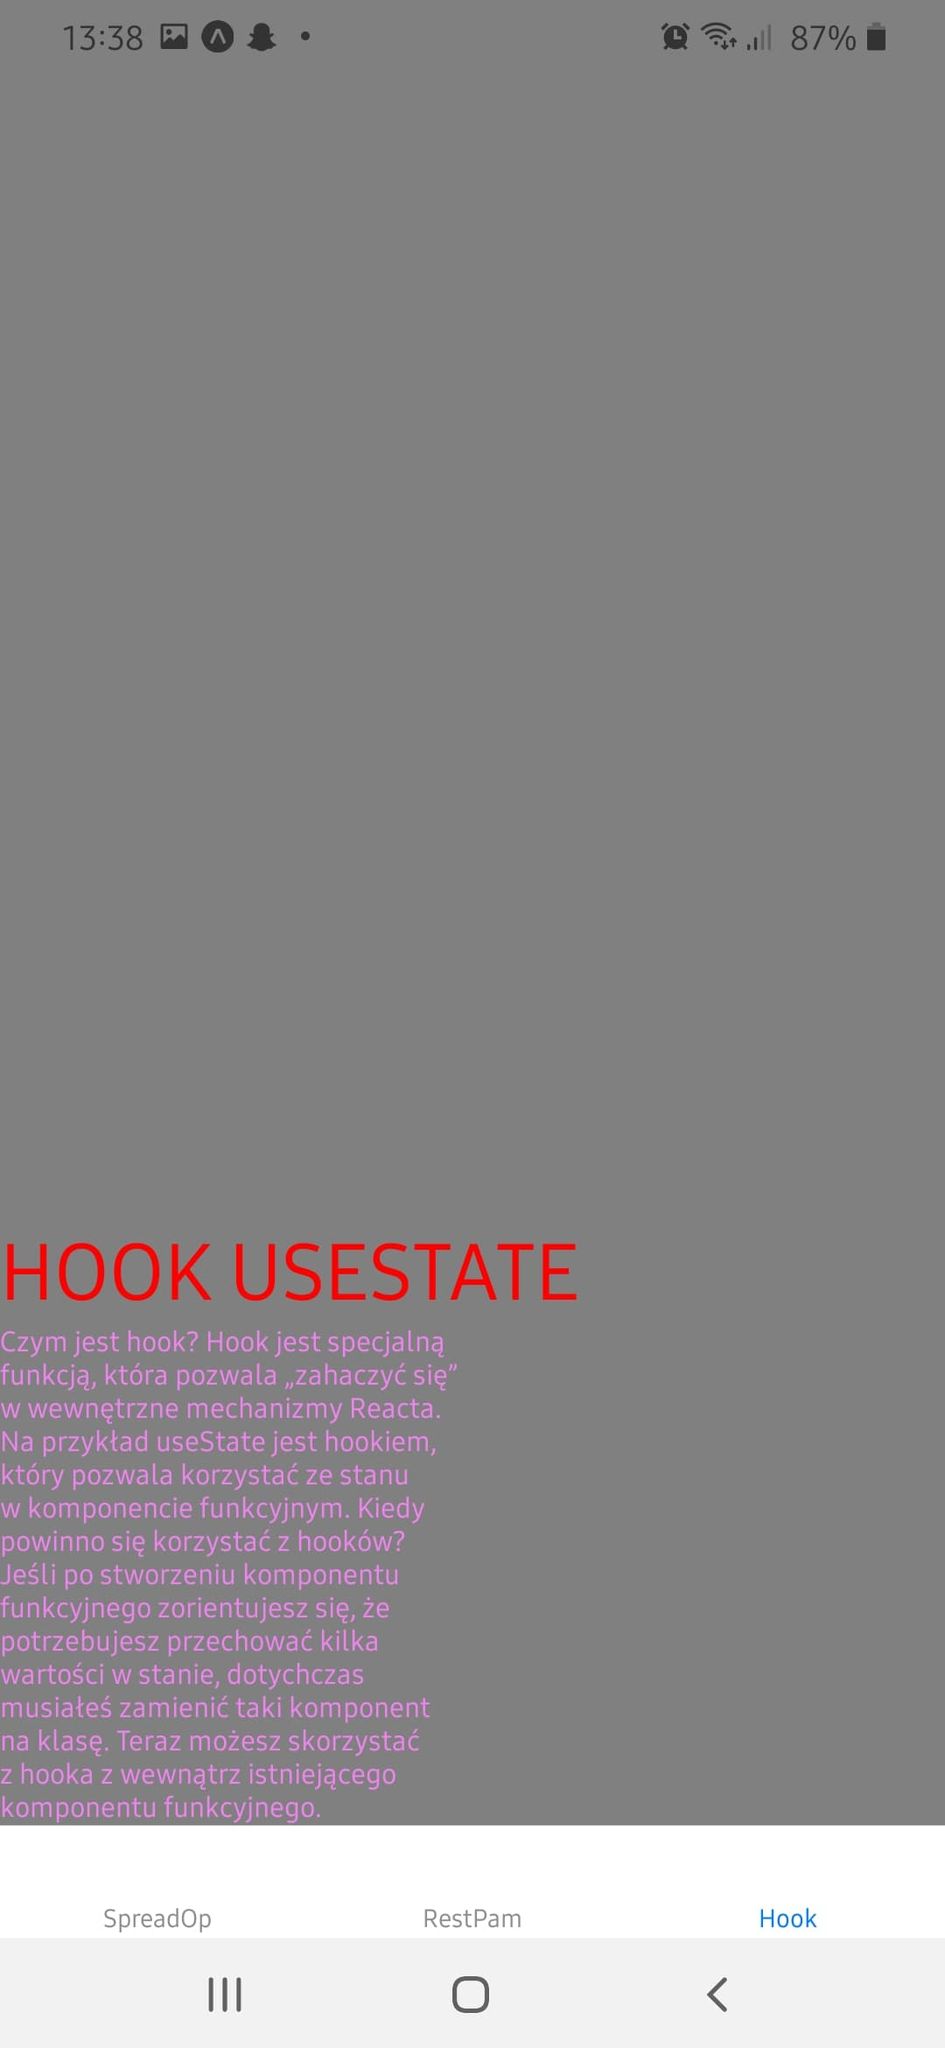 13:38
87%
HOOK USESTATE
Czym jest hook? Hook jest specjalną
funkcją, która pozwala „zahaczyć się”
w wewnętrzne mechanizmy Reacta.
Na przykład useState jest hookiem,
który pozwala korzystać ze stanu
w komponencie funkcyjnym. Kiedy
powinno się korzystać z hooków?
Jeśli po stworzeniu komponentu
funkcyjnego zorientujesz się, że
potrzebujesz przechować kilka
wartości w stanie, dotychczas
musiałeś zamienić taki komponent
na klasę. Teraz możesz skorzystać
z hooka z wewnątrz istniejącego
komponentu funkcyjnego.
SpreadOp
RestPam
Hook